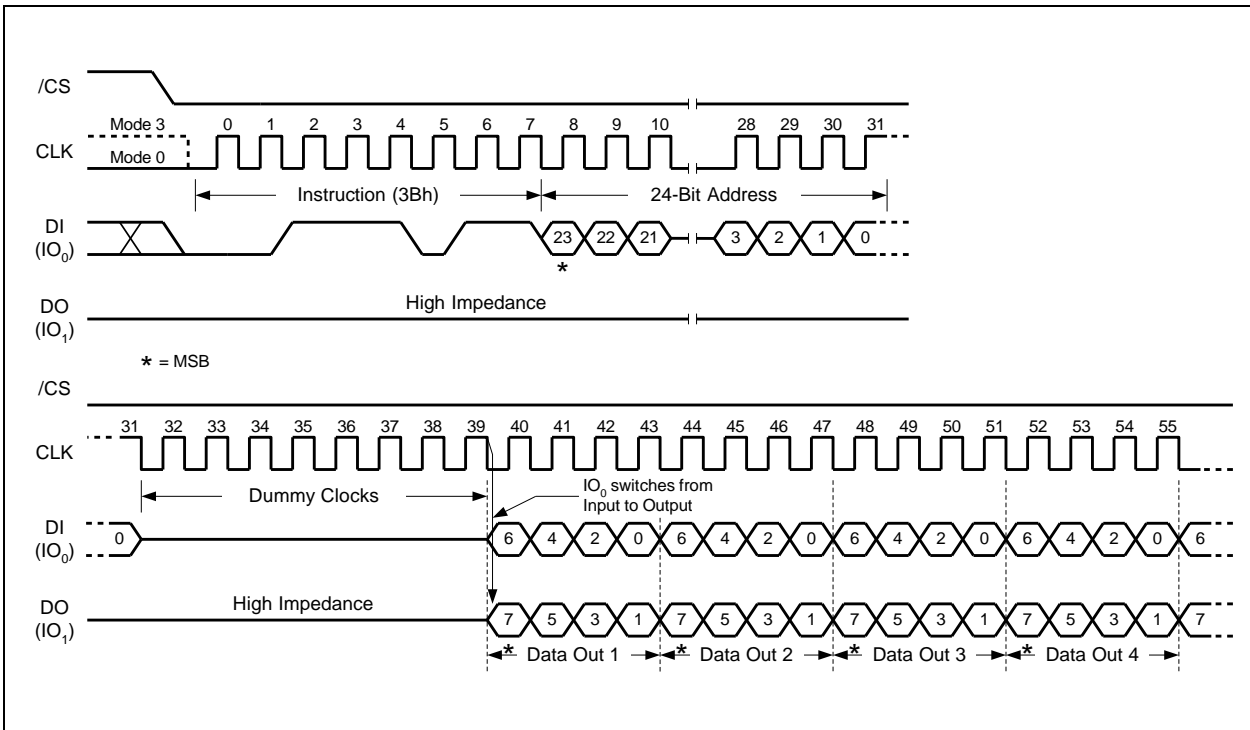 /CS
Mode 3 0 1 2 3 4 5 6 7 8 9 10 28 29 30 31
CLK Mode 0
Instruction (3Bh) 24-Bit Address
DI
(IO0) 23 22 21 3 2 1 0
*
High Impedance
DO
(IO1)
* = MSB
/CS
31 32 33 34 35 36 37 38 39 40 41 42 43 44 45 46 47 48 49 50 51 52 53 54 55
CLK
Dummy Clocks
IO0 switches from
Input to Output
DI
(IO0) 0 6 4 2 0 6 4 2 0 6 4 2 0 6 4 2 0 6
High Impedance
DO
(IO1) 7 5 3 1 7 5 3 1 7 5 3 1 7 5 3 1 7
* Data Out 1 * Data Out 2 * Data Out 3 * Data Out 4